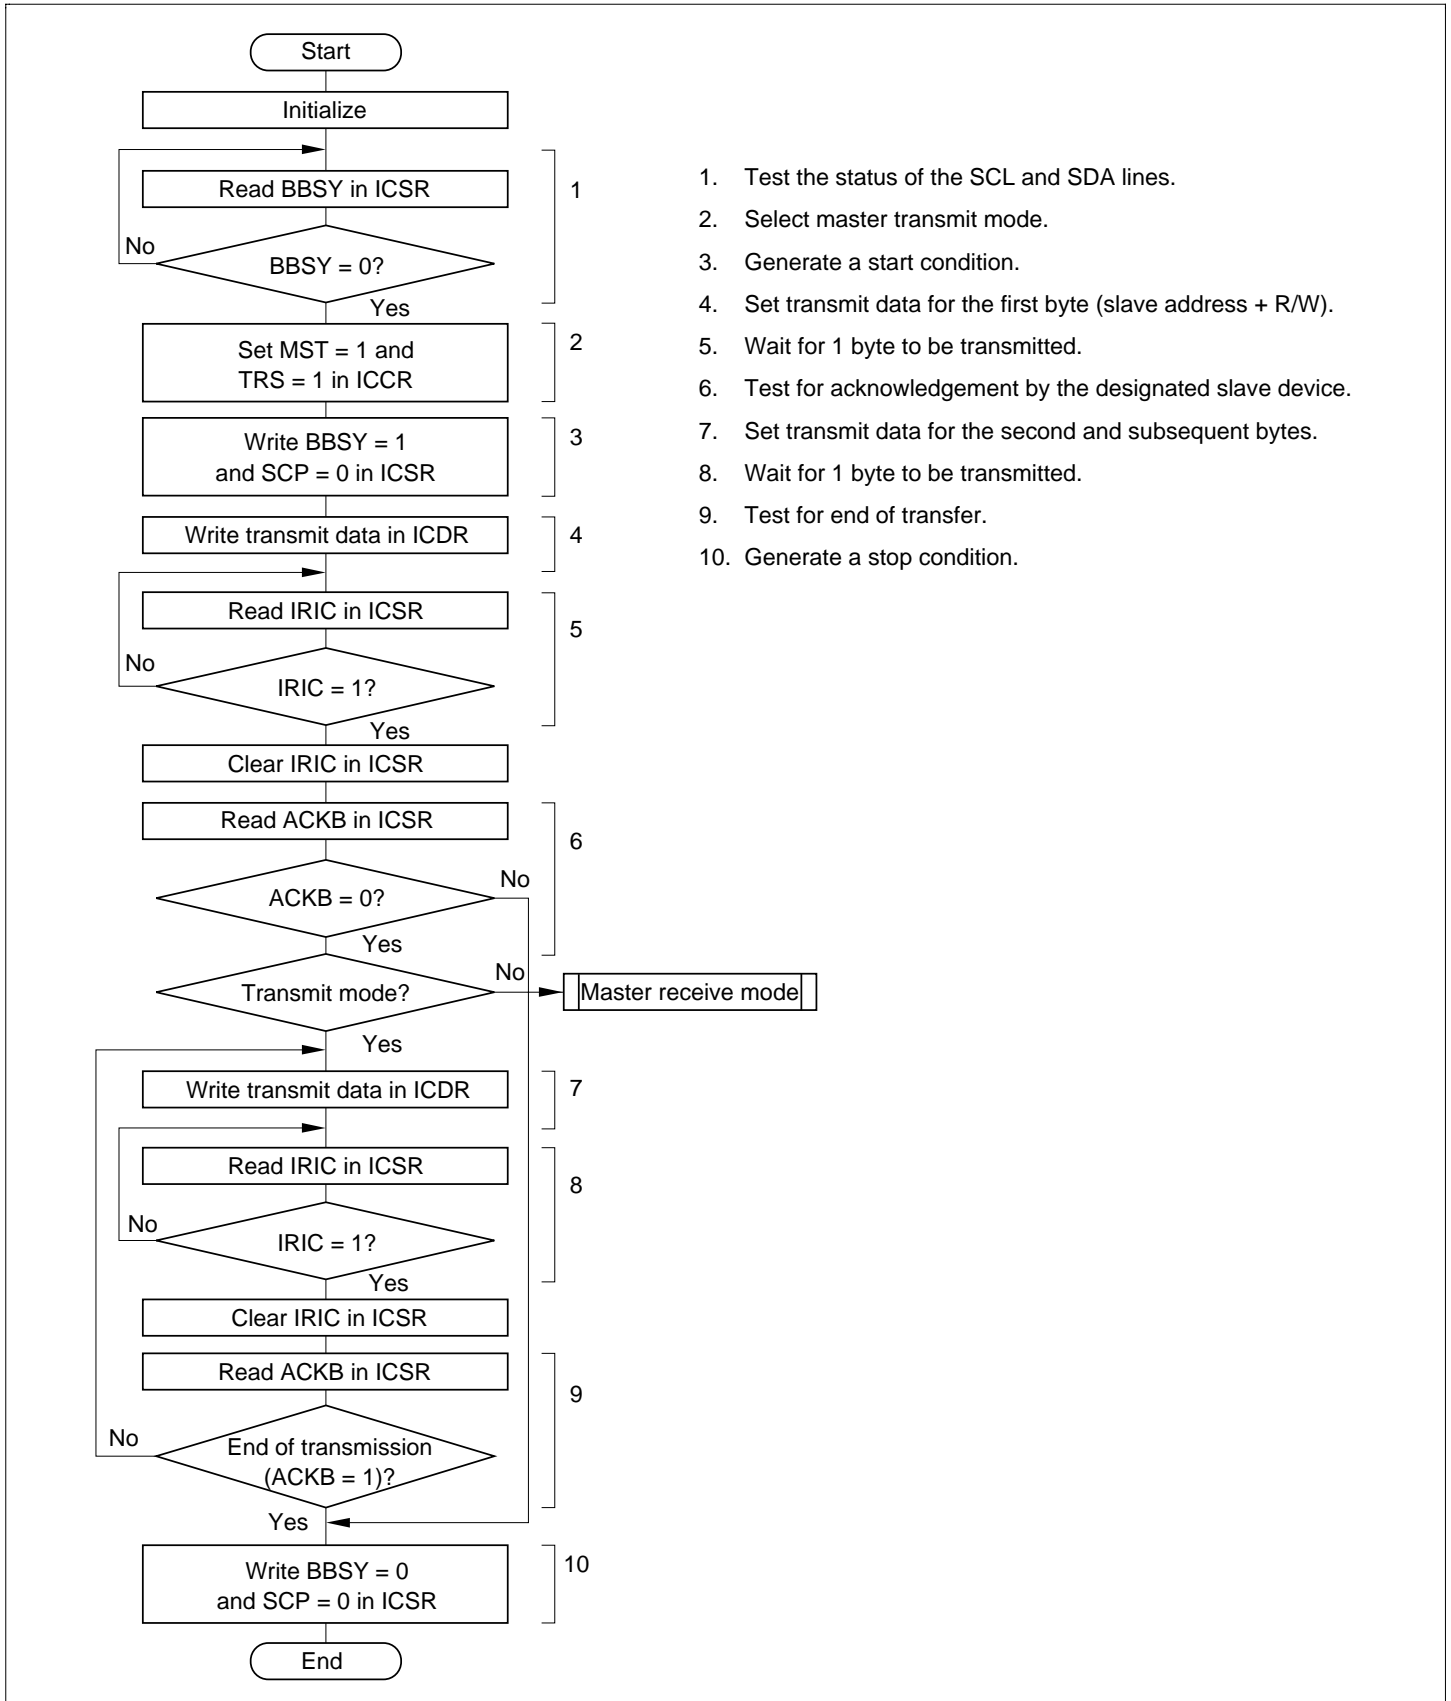 Start
Initialize
Read BBSY in ICSR
1
No
BBSY = 0?
Yes
Set MST = 1 and
TRS = 1 in ICCR
2
Write BBSY = 1
and SCP = 0 in ICSR
3
Write transmit data in ICDR
4
Read IRIC in ICSR
5
No
IRIC = 1?
Yes
Clear IRIC in ICSR
Read ACKB in ICSR
6
ACKB = 0?
No
Yes
Transmit mode?
No
Master receive mode
Yes
Write transmit data in ICDR
7
Read IRIC in ICSR
8
No
IRIC = 1?
Yes
Clear IRIC in ICSR
Read ACKB in ICSR
9
No
End of transmission
(ACKB = 1)?
Yes
Write BBSY = 0
and SCP = 0 in ICSR
10
End
1. Test the status of the SCL and SDA lines.
2. Select master transmit mode.
3. Generate a start condition.
4. Set transmit data for the first byte (slave address + R/W).
5. Wait for 1 byte to be transmitted.
6. Test for acknowledgement by the designated slave device.
7. Set transmit data for the second and subsequent bytes.
8. Wait for 1 byte to be transmitted.
9. Test for end of transfer.
10. Generate a stop condition.